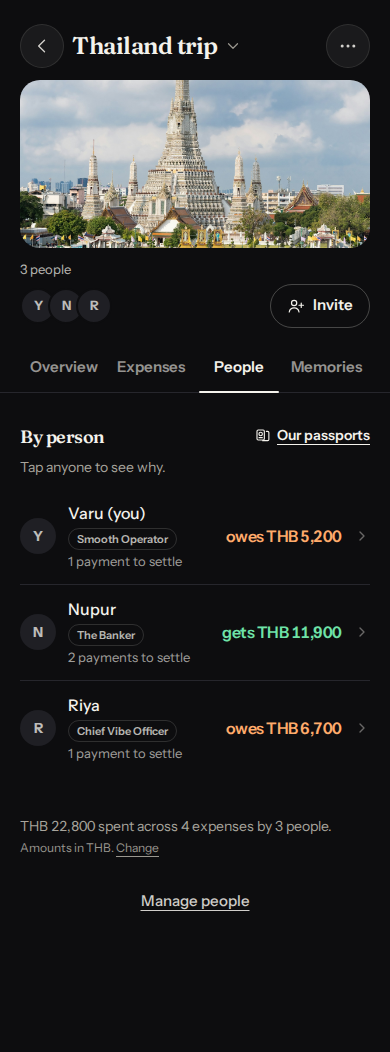 Thailand trip
3 people
Y N R
Invite
Overview Expenses People Memories
By person
Our passports
Tap anyone to see why.
Y
Varu (you)
Smooth Operator
1 payment to settle
owes THB 5,200
N
Nupur
The Banker
2 payments to settle
gets THB 11,900
R
Riya
Chief Vibe Officer
1 payment to settle
owes THB 6,700
THB 22,800 spent across 4 expenses by 3 people.
Amounts in THB. Change
Manage people